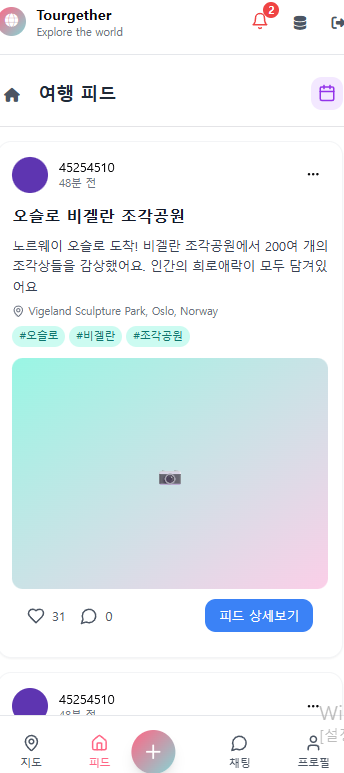 Tourgether
2
Explore the world
여행 피드
45254510
48분 전
오슬로 비겔란 조각공원
노르웨이 오슬로 도착! 비겔란 조각공원에서 200여 개의
조각상들을 감상했어요. 인간의 희로애락이 모두 담겨있
어요
Vigeland Sculpture Park, Oslo, Norway
#오슬로 #비겔란 #조각공원
31 0 피드 상세보기
45254510
48분 전
Wi
[설정
지도 피드 채팅 프로필